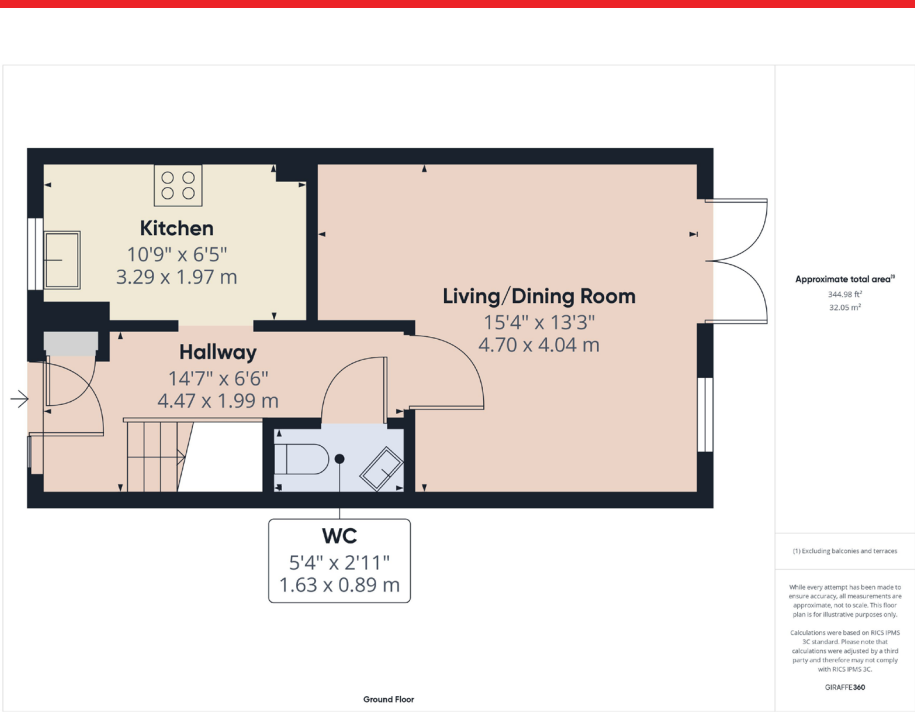 Kitchen
10'9" x 6'5"
3.29 x 1.97 m
Living/Dining Room
15'4" x 13'3"
4.70 x 4.04 m
Hallway
14'7" x 6'6"
4.47 x 1.99 m
WC
5'4" x 2'11"
1.63 x 0.89 m
Ground Floor
Approximate total area⁽¹⁾
344.98 ft²
32.05 m²
(1) Excluding balconies and terraces
While every attempt has been made to
ensure accuracy, all measurements are
approximate, not to scale. This floor
plan is for illustrative purposes only.
Calculations were based on RICS IPMS
3C standard. Please note that
calculations were adjusted by a third
party and therefore may not comply
with RICS IPMS 3C.
GIRAFFE360